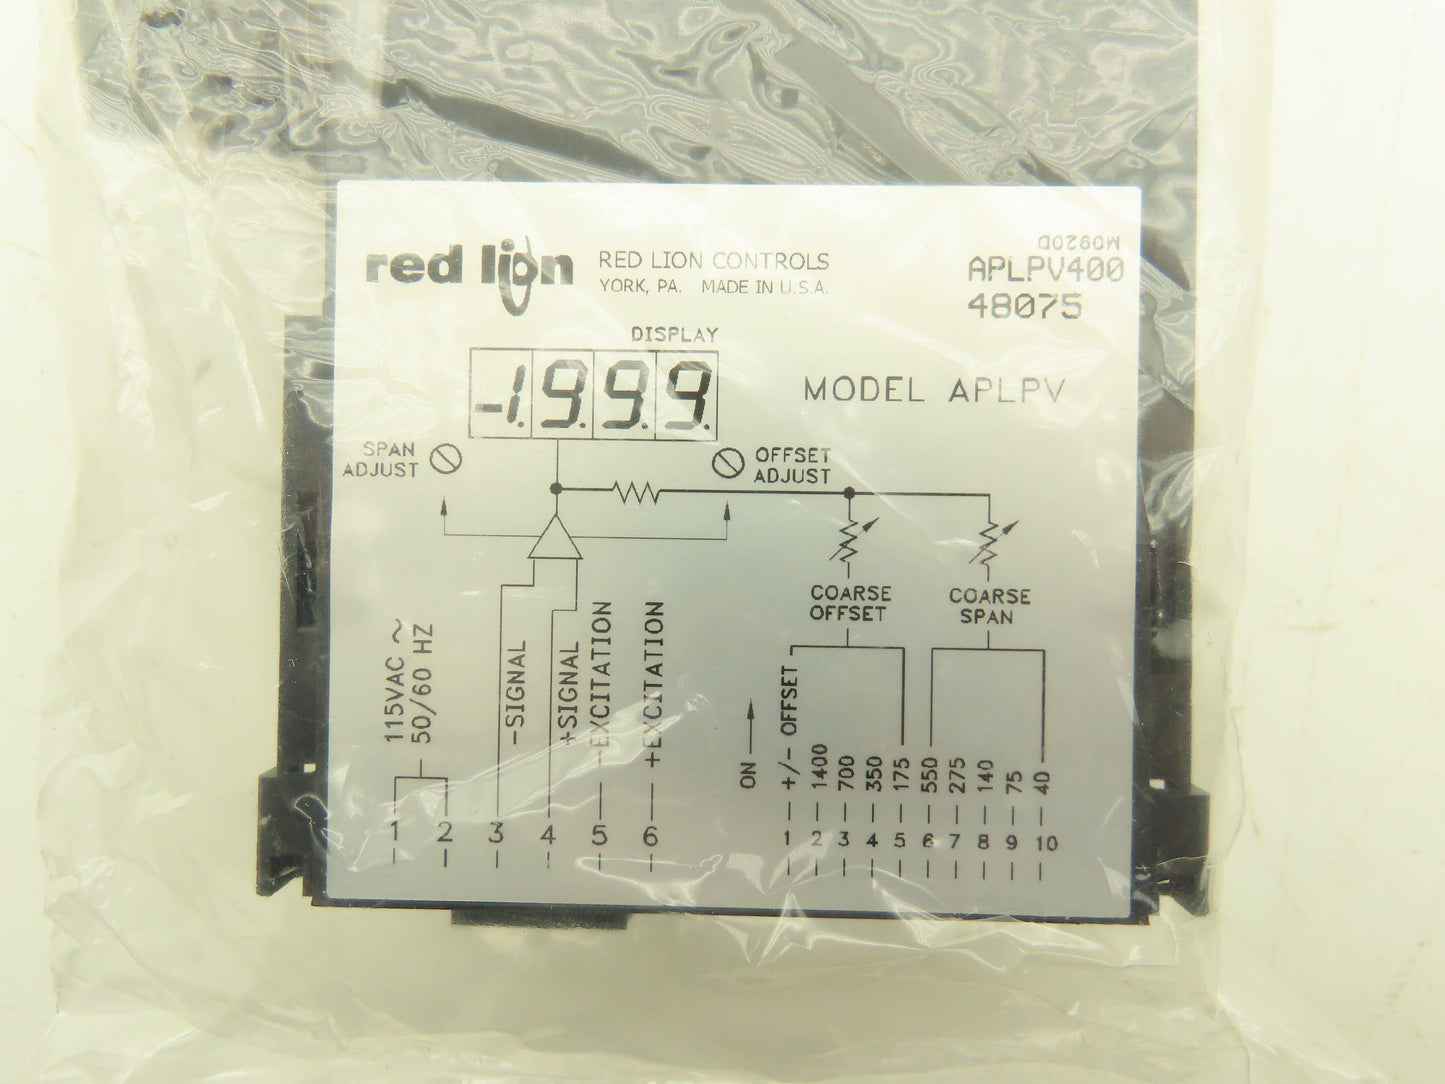 red lion
RED LION CONTROLS
YORK, PA. MADE IN U.S.A.
M0920D
APLPV400
48075
DISPLAY
-1.9.9.9.
MODEL APLPV
SPAN
ADJUST
OFFSET
ADJUST
COARSE
OFFSET
COARSE
SPAN
115VAC ~
50/60 HZ
-SIGNAL
+SIGNAL
-EXCITATION
+EXCITATION
ON
+/- OFFSET
1400
700
350
175
550
275
140
75
40
1 2 3 4 5 6
1 2 3 4 5 6 7 8 9 10